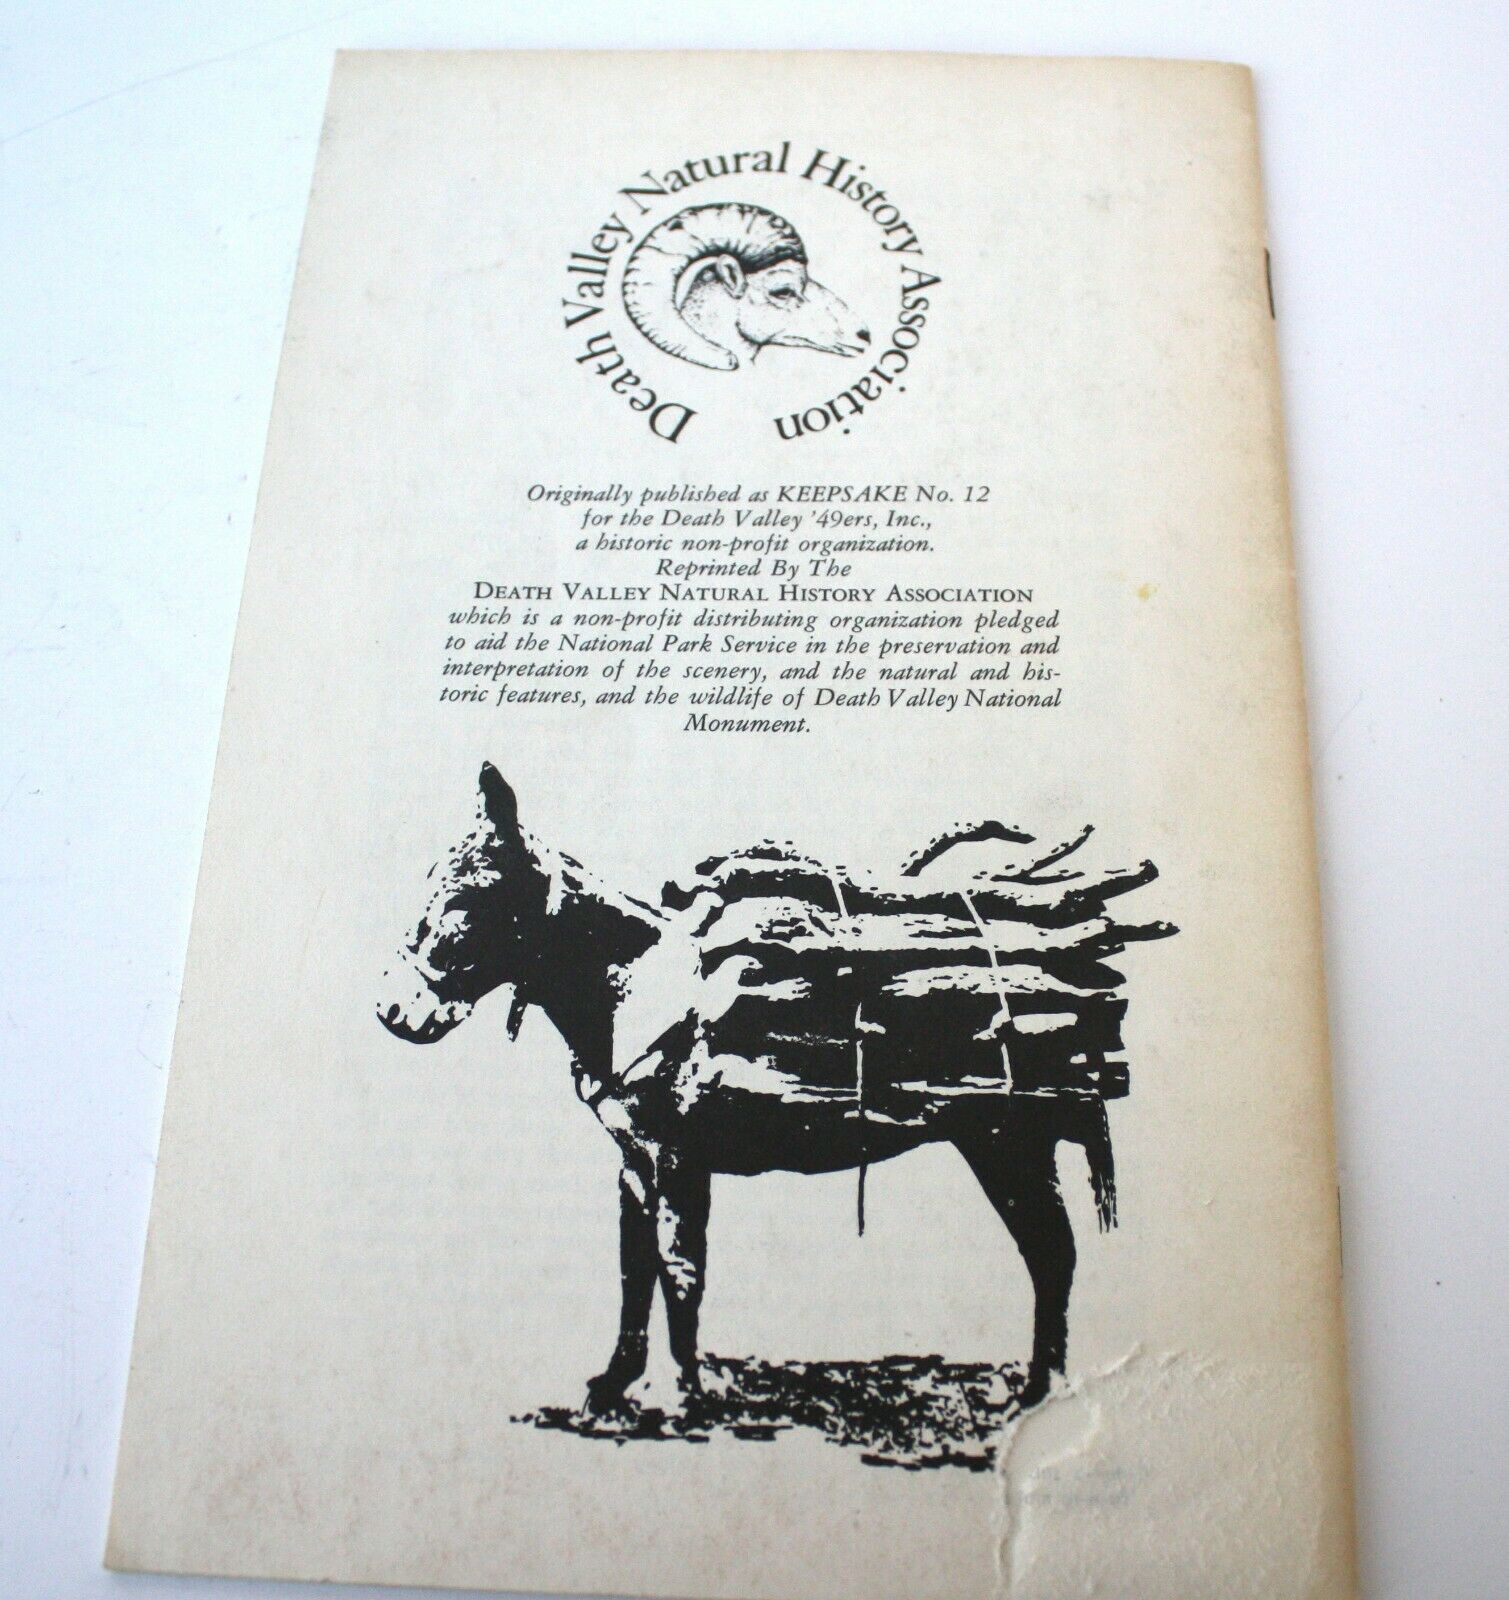 Death Valley Natural History Association
Originally published as KEEPSAKE No. 12
for the Death Valley '49ers, Inc.,
a historic non-profit organization.
Reprinted By The
DEATH VALLEY NATURAL HISTORY ASSOCIATION
which is a non-profit distributing organization pledged
to aid the National Park Service in the preservation and
interpretation of the scenery, and the natural and his-
toric features, and the wildlife of Death Valley National
Monument.